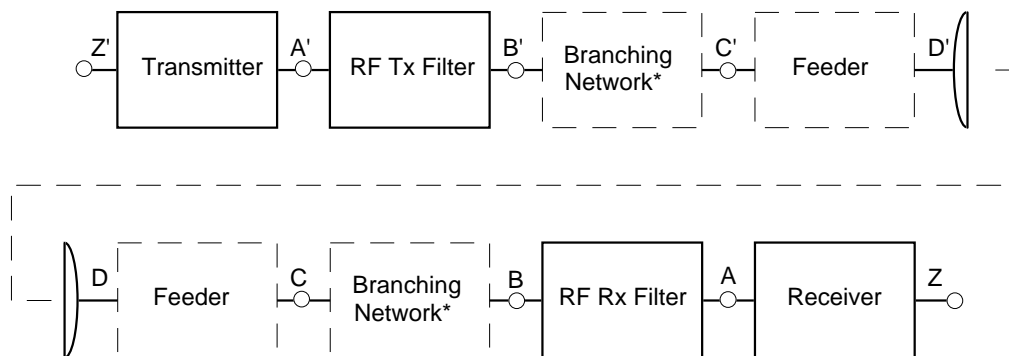 Z'
Transmitter
A'
RF Tx Filter
B'
Branching
Network*
C'
Feeder
D'
D
Feeder
C
Branching
Network*
B
RF Rx Filter
A
Receiver
Z